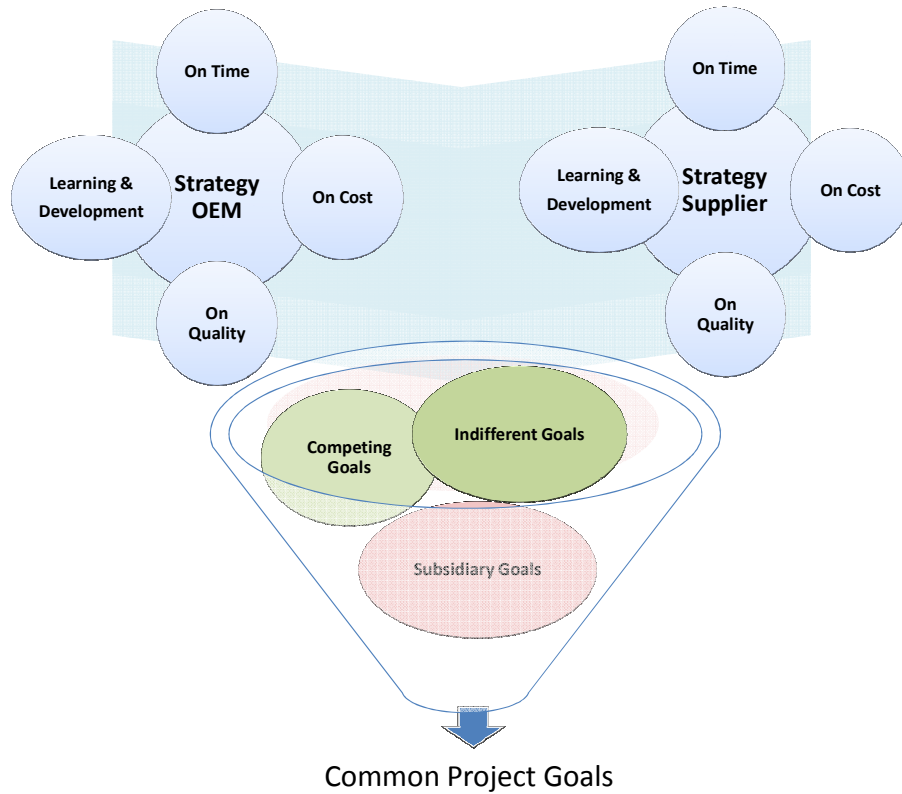 On Time
Learning &
Development
Strategy
OEM
On Cost
On
Quality
On Time
Learning &
Development
Strategy
Supplier
On Cost
On
Quality
Competing
Goals
Indifferent Goals
Subsidiary Goals
Common Project Goals